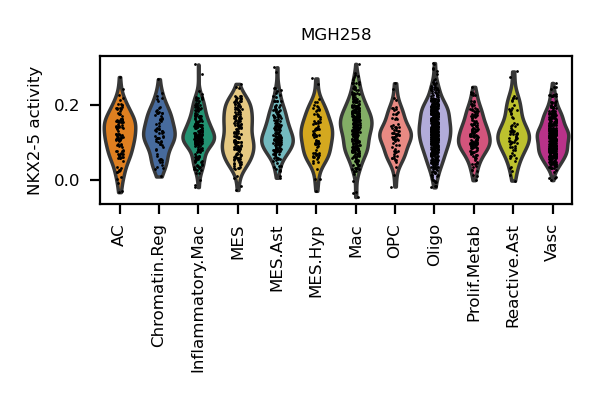 MGH258
NKX2-5 activity
0.2
0.0
AC
Chromatin.Reg
Inflammatory.Mac
MES
MES.Ast
MES.Hyp
Mac
OPC
Oligo
Prolif.Metab
Reactive.Ast
Vasc